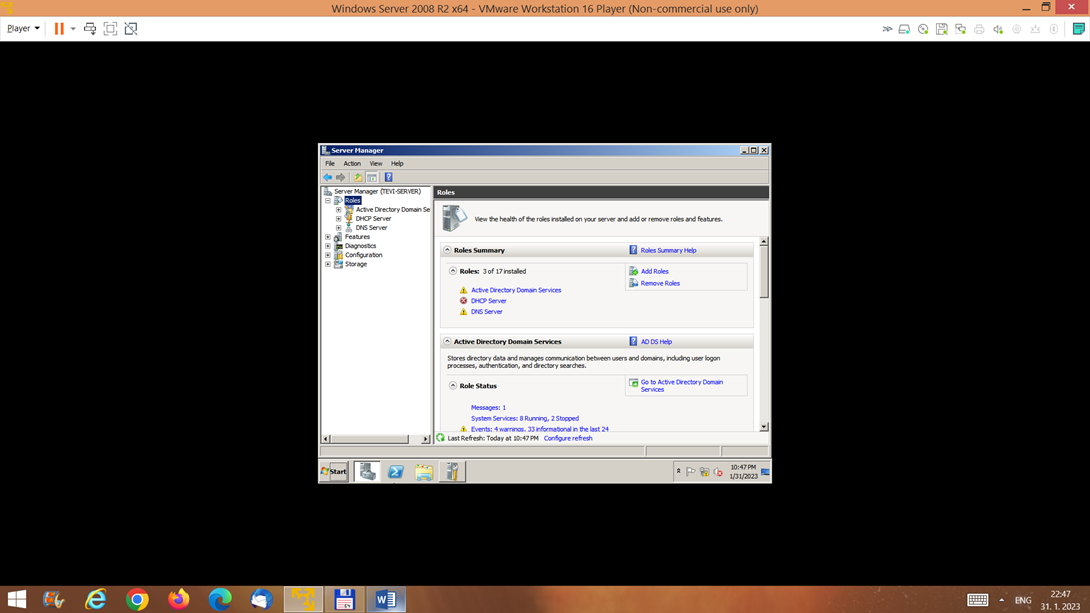 Windows Server 2008 R2 x64 - VMware Workstation 16 Player (Non-commercial use only)
Player
Server Manager
File Action View Help
Server Manager (TEVI-SERVER)
Roles
Active Directory Domain Se
DHCP Server
DNS Server
Features
Diagnostics
Configuration
Storage
Roles
View the health of the roles installed on your server and add or remove roles and features.
Roles Summary
Roles Summary Help
Roles: 3 of 17 installed
Add Roles
Remove Roles
Active Directory Domain Services
DHCP Server
DNS Server
Active Directory Domain Services
AD DS Help
Stores directory data and manages communication between users and domains, including user logon
processes, authentication, and directory searches.
Role Status
Go to Active Directory Domain
Services
Messages: 1
System Services: 8 Running, 2 Stopped
Events: 4 warnings, 33 informational in the last 24
Last Refresh: Today at 10:47 PM Configure refresh
Start
10:47 PM
1/31/2023
ENG
22:47
31. 1. 2023